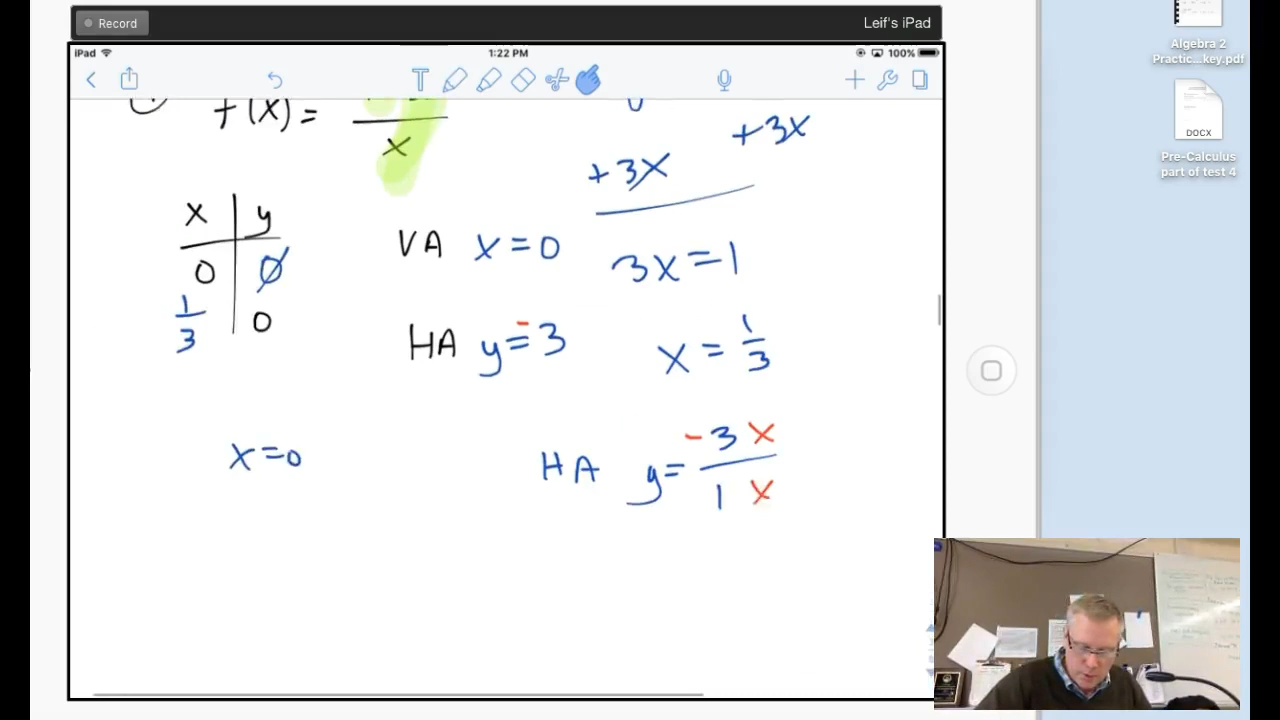 Record
Leif's iPad
iPad
1:22 PM
100%
T
Algebra 2
Practic...key.pdf
DOCX
Pre-Calculus
part of test 4
f(x) =
x
+3x
+3x
x y
0 0
1/3 0
VA x=0
3x=1
HA y=-3
x = 1/3
x=0
HA y= -3x/1x